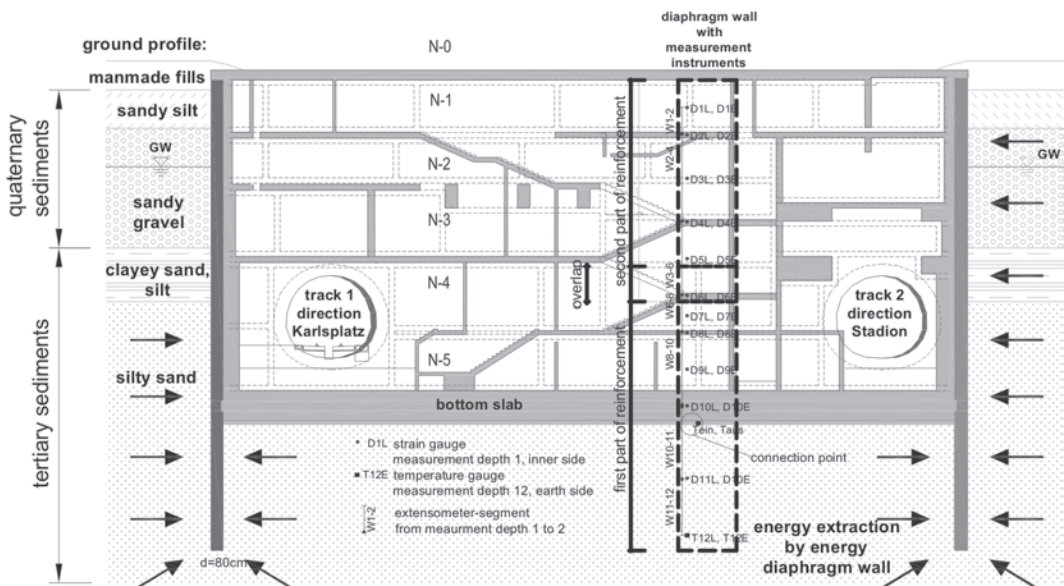 ground profile:
manmade fills
sandy silt
GW
sandy
gravel
clayey sand,
silt
silty sand
quaternary
sediments
tertiary sediments
N-0
N-1
N-2
N-3
N-4
N-5
track 1
direction
Karlsplatz
bottom slab
diaphragm wall
with
measurement
instruments
second part of reinforcement
overlap
first part of reinforcement
W1-2
W3-6
W8-10
W10-11
W11-12
D1L, D1E
D2L, D2E
D3L, D3E
D4L, D4E
D5L, D5E
D6L, D6E
D7L, D7E
D9L, D9E
D10L, D10E
Tein, Taus
D11L, D10E
T12L, T12E
connection point
track 2
direction
Stadion
GW
D1L strain gauge
measurement depth 1, inner side
T12E temperature gauge
measurement depth 12, earth side
W1-2
extensometer-segment
from meaurment depth 1 to 2
energy extraction
by energy
diaphragm wall
d=80cm